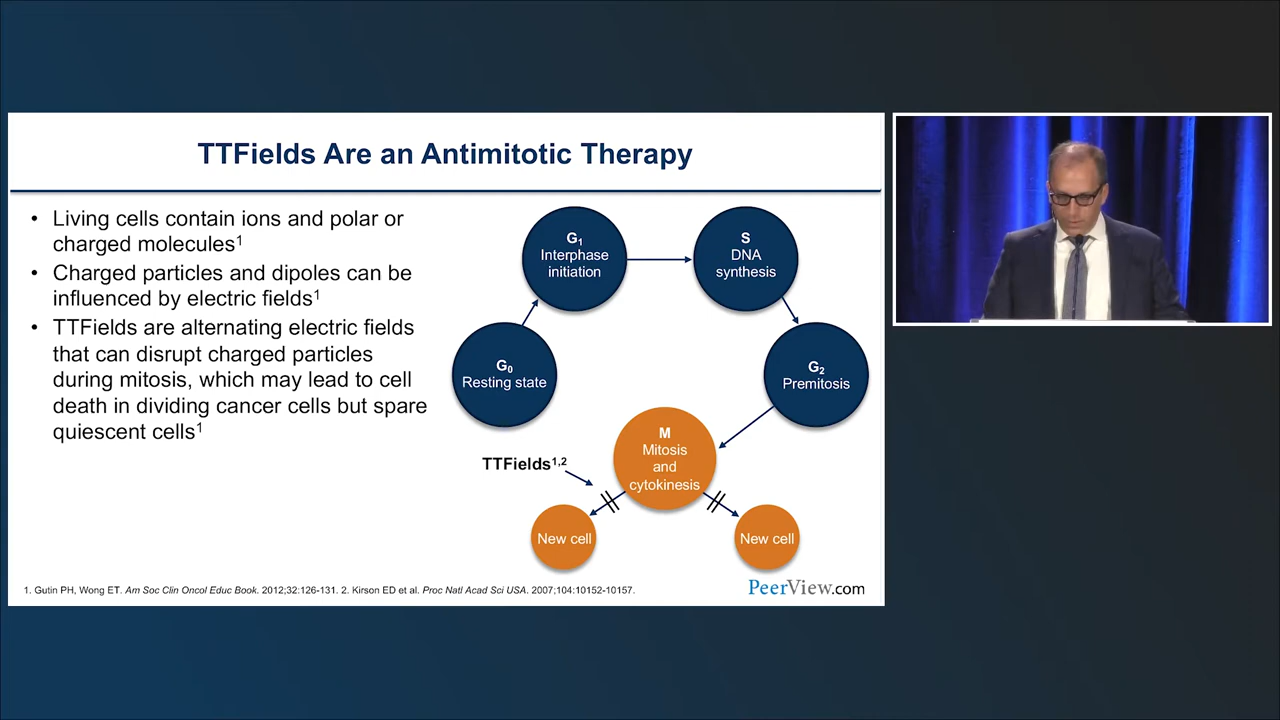 TTFields Are an Antimitotic Therapy
• Living cells contain ions and polar or
charged molecules¹
• Charged particles and dipoles can be
influenced by electric fields¹
• TTFields are alternating electric fields
that can disrupt charged particles
during mitosis, which may lead to cell
death in dividing cancer cells but spare
quiescent cells¹
G₁
Interphase
initiation
S
DNA
synthesis
G₀
Resting state
G₂
Premitosis
M
Mitosis
and
cytokinesis
TTFields¹,²
New cell
New cell
1. Gutin PH, Wong ET. Am Soc Clin Oncol Educ Book. 2012;32:126-131. 2. Kirson ED et al. Proc Natl Acad Sci USA. 2007;104:10152-10157.
PeerView.com